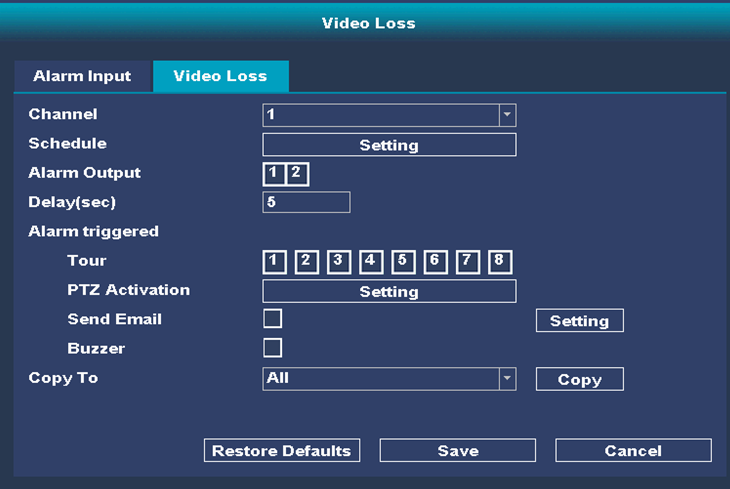 Video Loss
Alarm Input Video Loss
Channel 1
Schedule Setting
Alarm Output 1 2
Delay(sec) 5
Alarm triggered
Tour 1 2 3 4 5 6 7 8
PTZ Activation Setting
Send Email Setting
Buzzer
Copy To All Copy
Restore Defaults Save Cancel